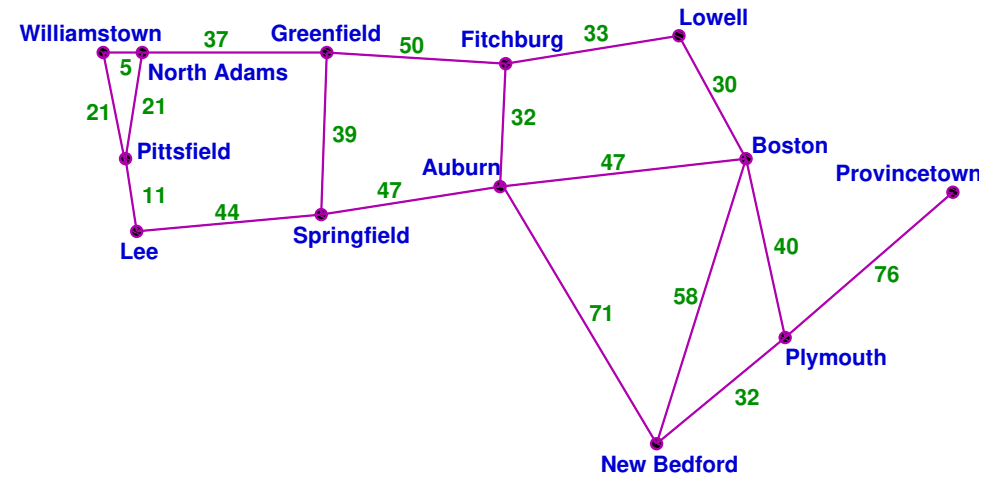 Lowell
Williamstown
37
Greenfield
50
Fitchburg
33
5
North Adams
30
21
21
32
39
Pittsfield
Auburn
47
Boston
Provincetown
11
47
44
Springfield
Lee
40
76
58
71
Plymouth
32
New Bedford